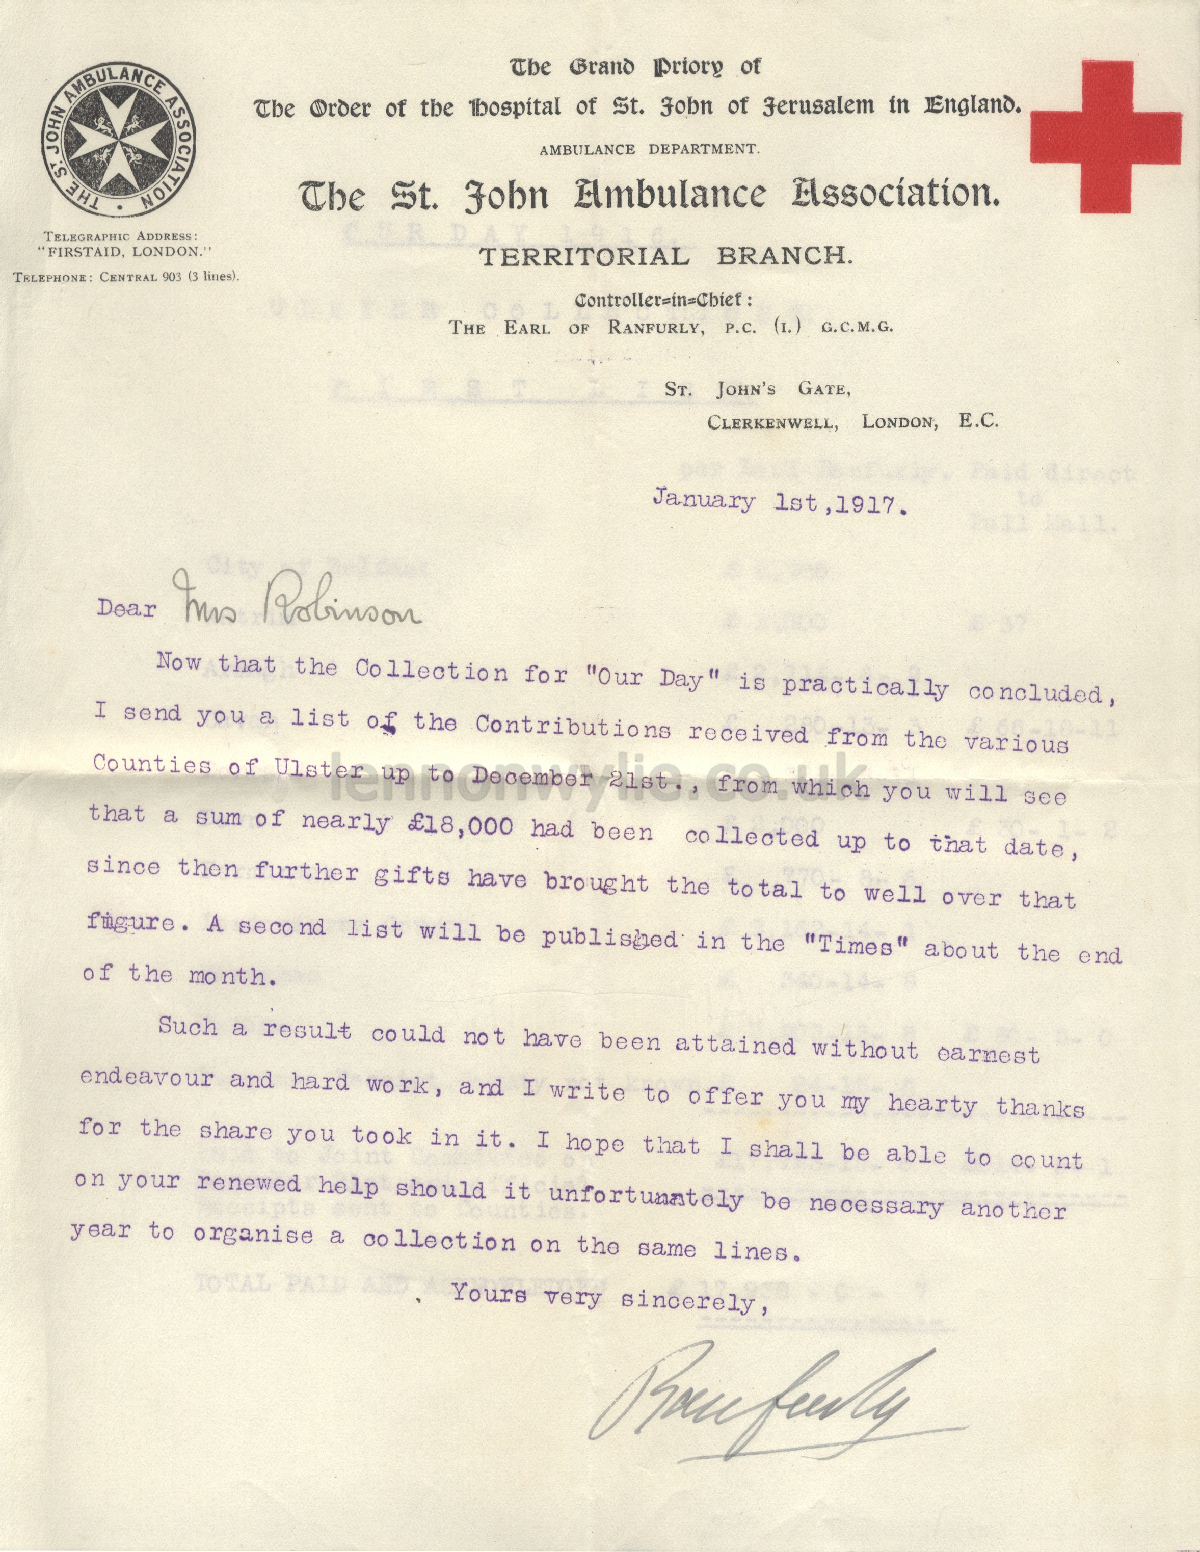 The Grand Priory of
The Order of the Hospital of St. John of Jerusalem in England.
AMBULANCE DEPARTMENT.
The St. John Ambulance Association.
TERRITORIAL BRANCH.
Controller=in=Chief:
THE EARL OF RANFURLY, P.C. (I.) G.C.M.G.
THE ST JOHN AMBULANCE ASSOCIATION
TELEGRAPHIC ADDRESS:
"FIRSTAID, LONDON."
TELEPHONE: CENTRAL 903 (3 lines).
ST. JOHN'S GATE,
CLERKENWELL, LONDON, E.C.
January 1st,1917.
Dear Mrs Robinson
Now that the Collection for "Our Day" is practically concluded,
I send you a list of the Contributions received from the various
Counties of Ulster up to December 21st., from which you will see
that a sum of nearly £18,000 had been collected up to that date,
since then further gifts have brought the total to well over that
figure. A second list will be published in the "Times" about the end
of the month.
Such a result could not have been attained without earnest
endeavour and hard work, and I write to offer you my hearty thanks
for the share you took in it. I hope that I shall be able to count
on your renewed help should it unfortunately be necessary another
year to organise a collection on the same lines.
Yours very sincerely,
Ranfurly
lennonwylie.co.uk